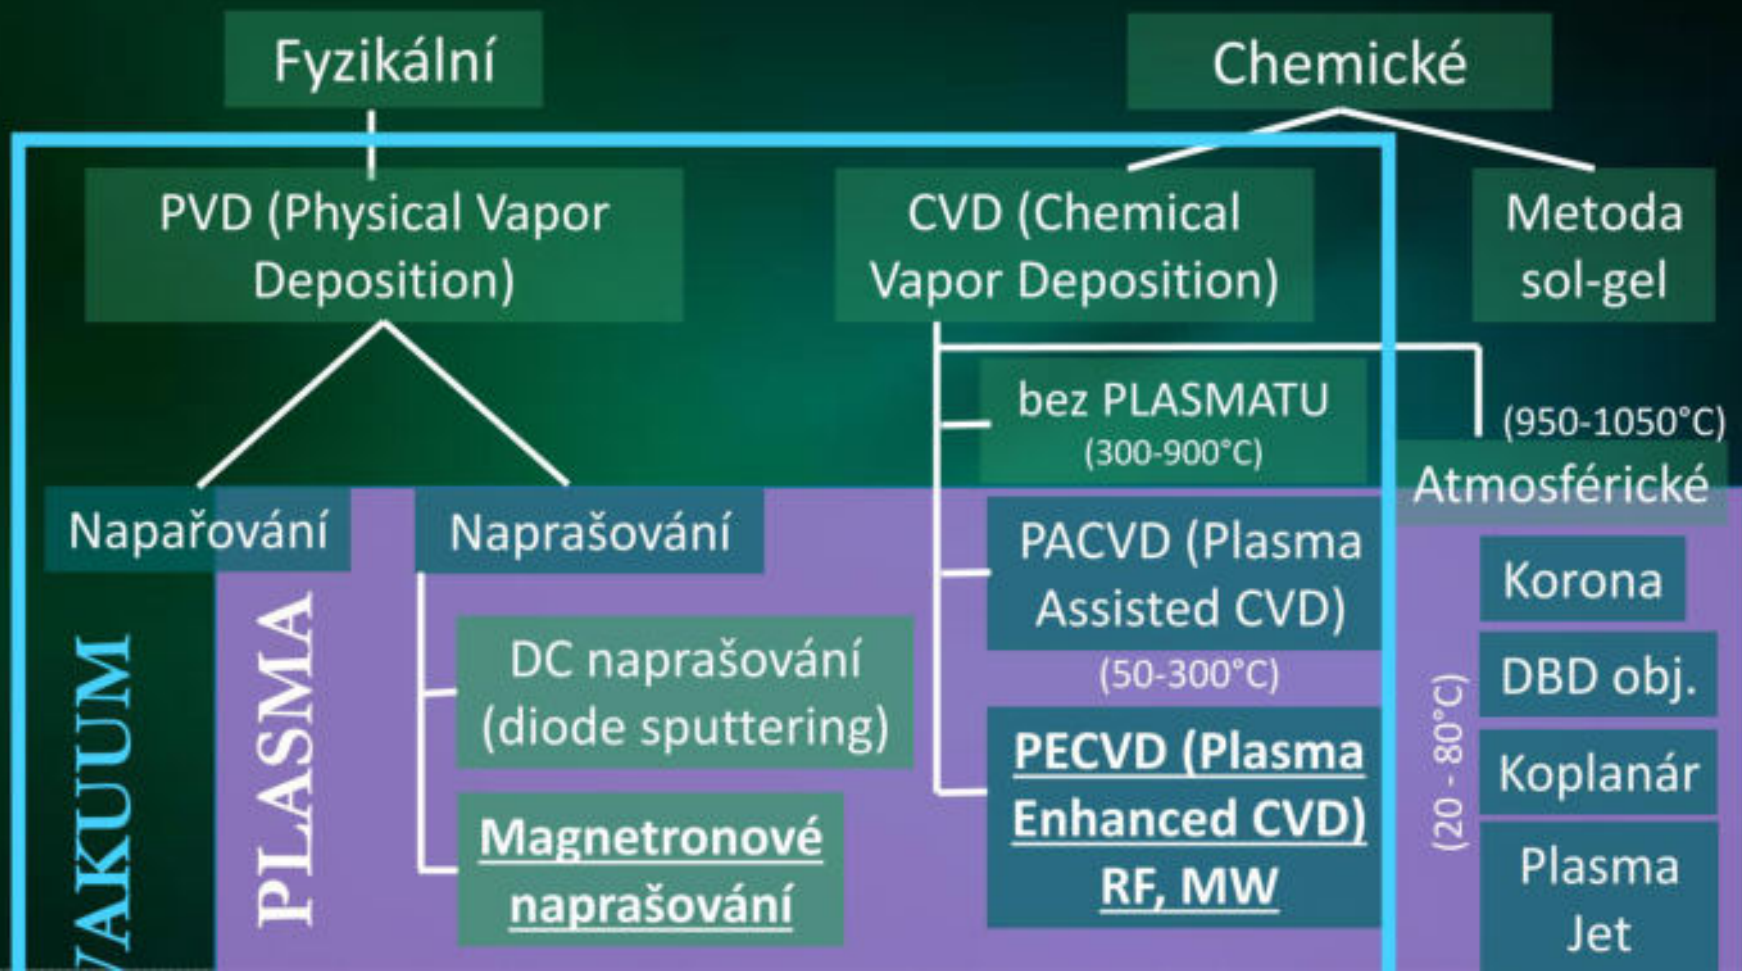 Fyzikální
Chemické
PVD (Physical Vapor
Deposition)
CVD (Chemical
Vapor Deposition)
Metoda
sol-gel
bez PLASMATU
(300-900°C)
(950-1050°C)
Atmosférické
Napařování
Naprašování
PACVD (Plasma
Assisted CVD)
(50-300°C)
Korona
DC naprašování
(diode sputtering)
DBD obj.
PECVD (Plasma
Enhanced CVD)
RF, MW
Koplanár
Magnetronové
naprašování
Plasma
Jet
(20 - 80°C)
VAKUUM
PLASMA